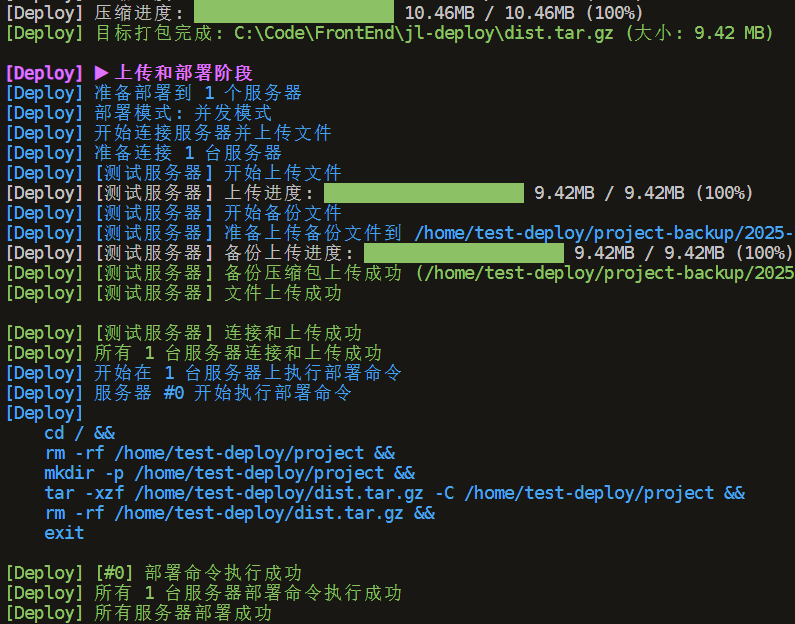 [Deploy] 压缩进度: 10.46MB / 10.46MB (100%)
[Deploy] 目标打包完成: C:\Code\FrontEnd\jl-deploy\dist.tar.gz (大小: 9.42 MB)
[Deploy] ▶ 上传和部署阶段
[Deploy] 准备部署到 1 个服务器
[Deploy] 部署模式: 并发模式
[Deploy] 开始连接服务器并上传文件
[Deploy] 准备连接 1 台服务器
[Deploy] [测试服务器] 开始上传文件
[Deploy] [测试服务器] 上传进度: 9.42MB / 9.42MB (100%)
[Deploy] [测试服务器] 开始备份文件
[Deploy] [测试服务器] 准备上传备份文件到 /home/test-deploy/project-backup/2025-
[Deploy] [测试服务器] 备份上传进度: 9.42MB / 9.42MB (100%)
[Deploy] [测试服务器] 备份压缩包上传成功 (/home/test-deploy/project-backup/2025
[Deploy] [测试服务器] 文件上传成功
[Deploy] [测试服务器] 连接和上传成功
[Deploy] 所有 1 台服务器连接和上传成功
[Deploy] 开始在 1 台服务器上执行部署命令
[Deploy] 服务器 #0 开始执行部署命令
[Deploy]
cd / &&
rm -rf /home/test-deploy/project &&
mkdir -p /home/test-deploy/project &&
tar -xzf /home/test-deploy/dist.tar.gz -C /home/test-deploy/project &&
rm -rf /home/test-deploy/dist.tar.gz &&
exit
[Deploy] [#0] 部署命令执行成功
[Deploy] 所有 1 台服务器部署命令执行成功
[Deploy] 所有服务器部署成功